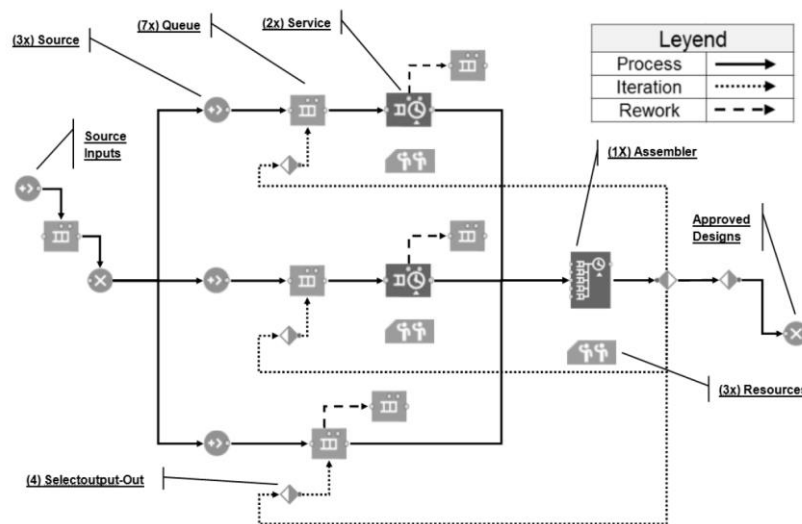 (3x) Source
(7x) Queue
(2x) Service
Leyend
Process
Iteration
Rework
Source
Inputs
(1X) Assembler
Approved
Designs
(3x) Resources
(4) Selectoutput-Out